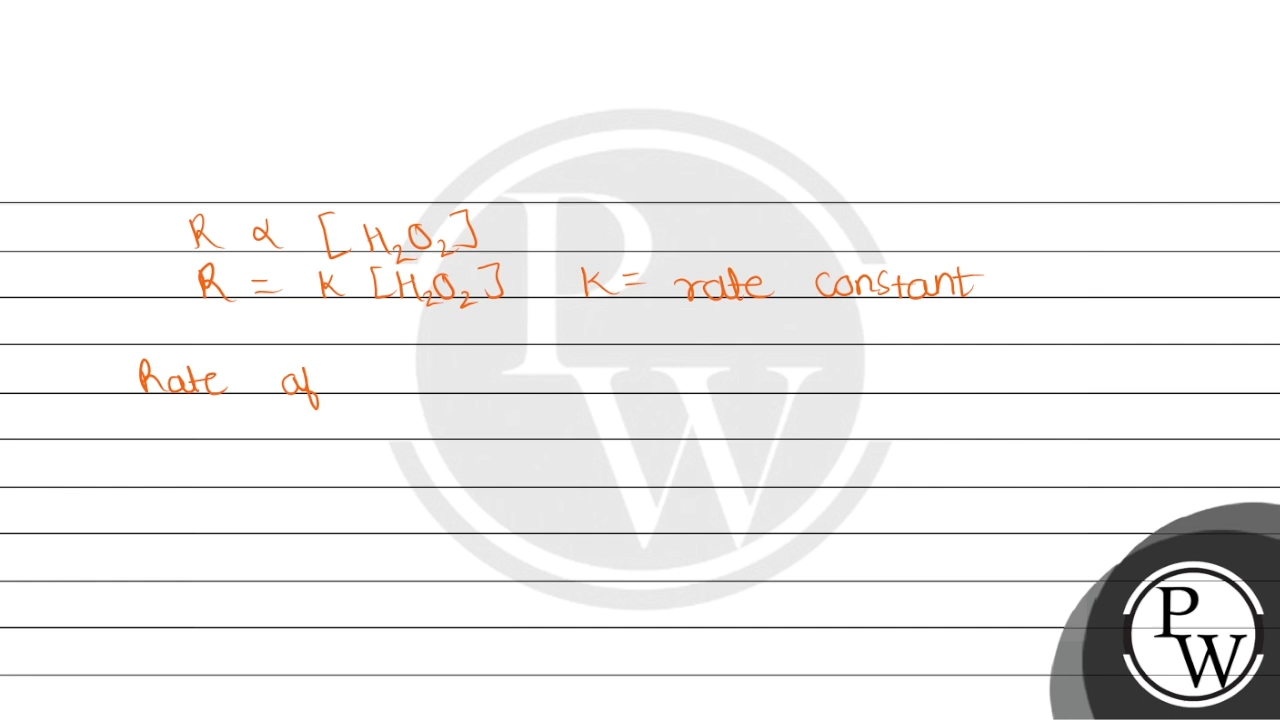 R ∝ [H₂O₂]
R = K [H₂O₂] K = rate constant
Rate of
P
W
P
W